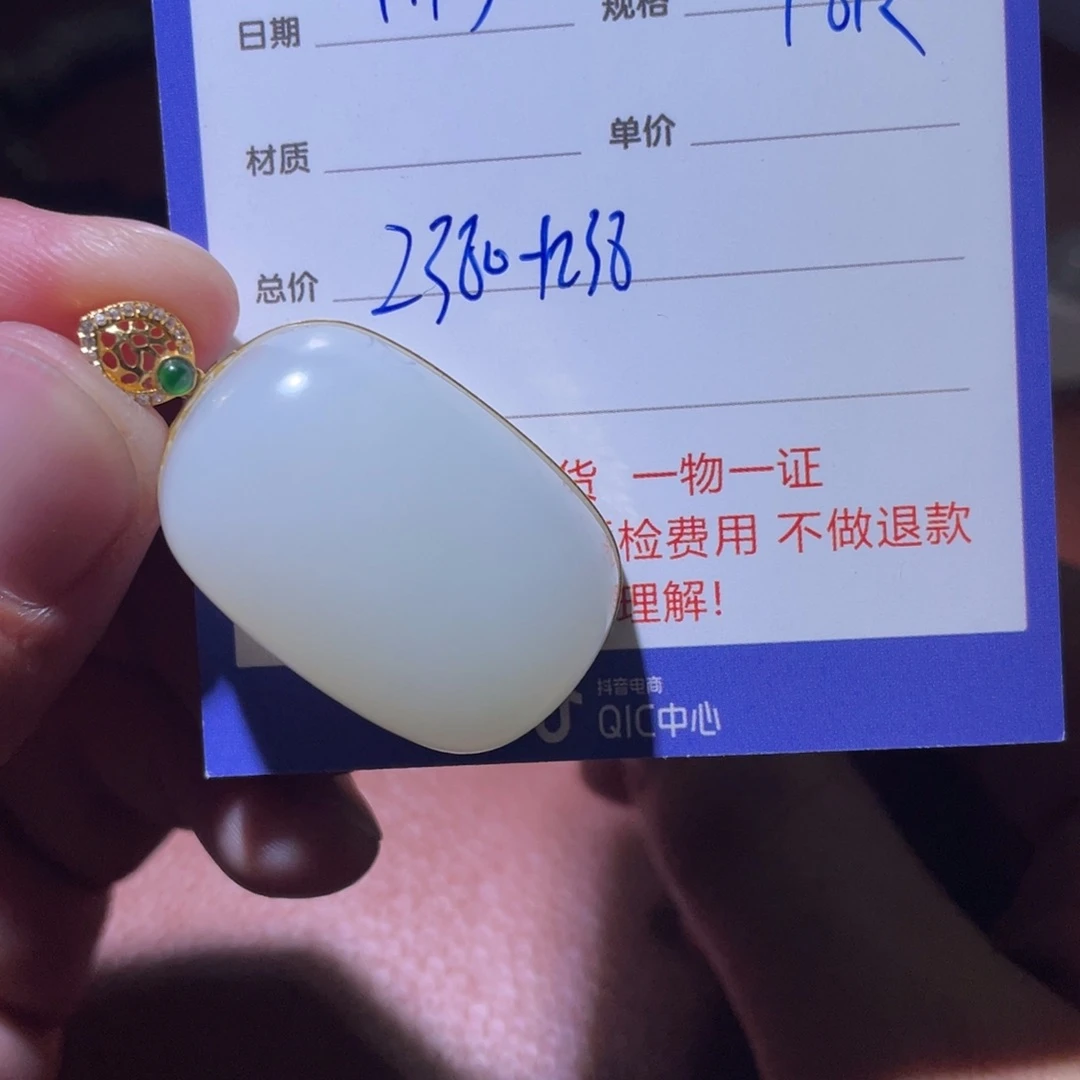 日期 规格
材质 单价
总价 2380-1238
货 一物一证
检费用 不做退款
理解!
抖音电商
QIC中心